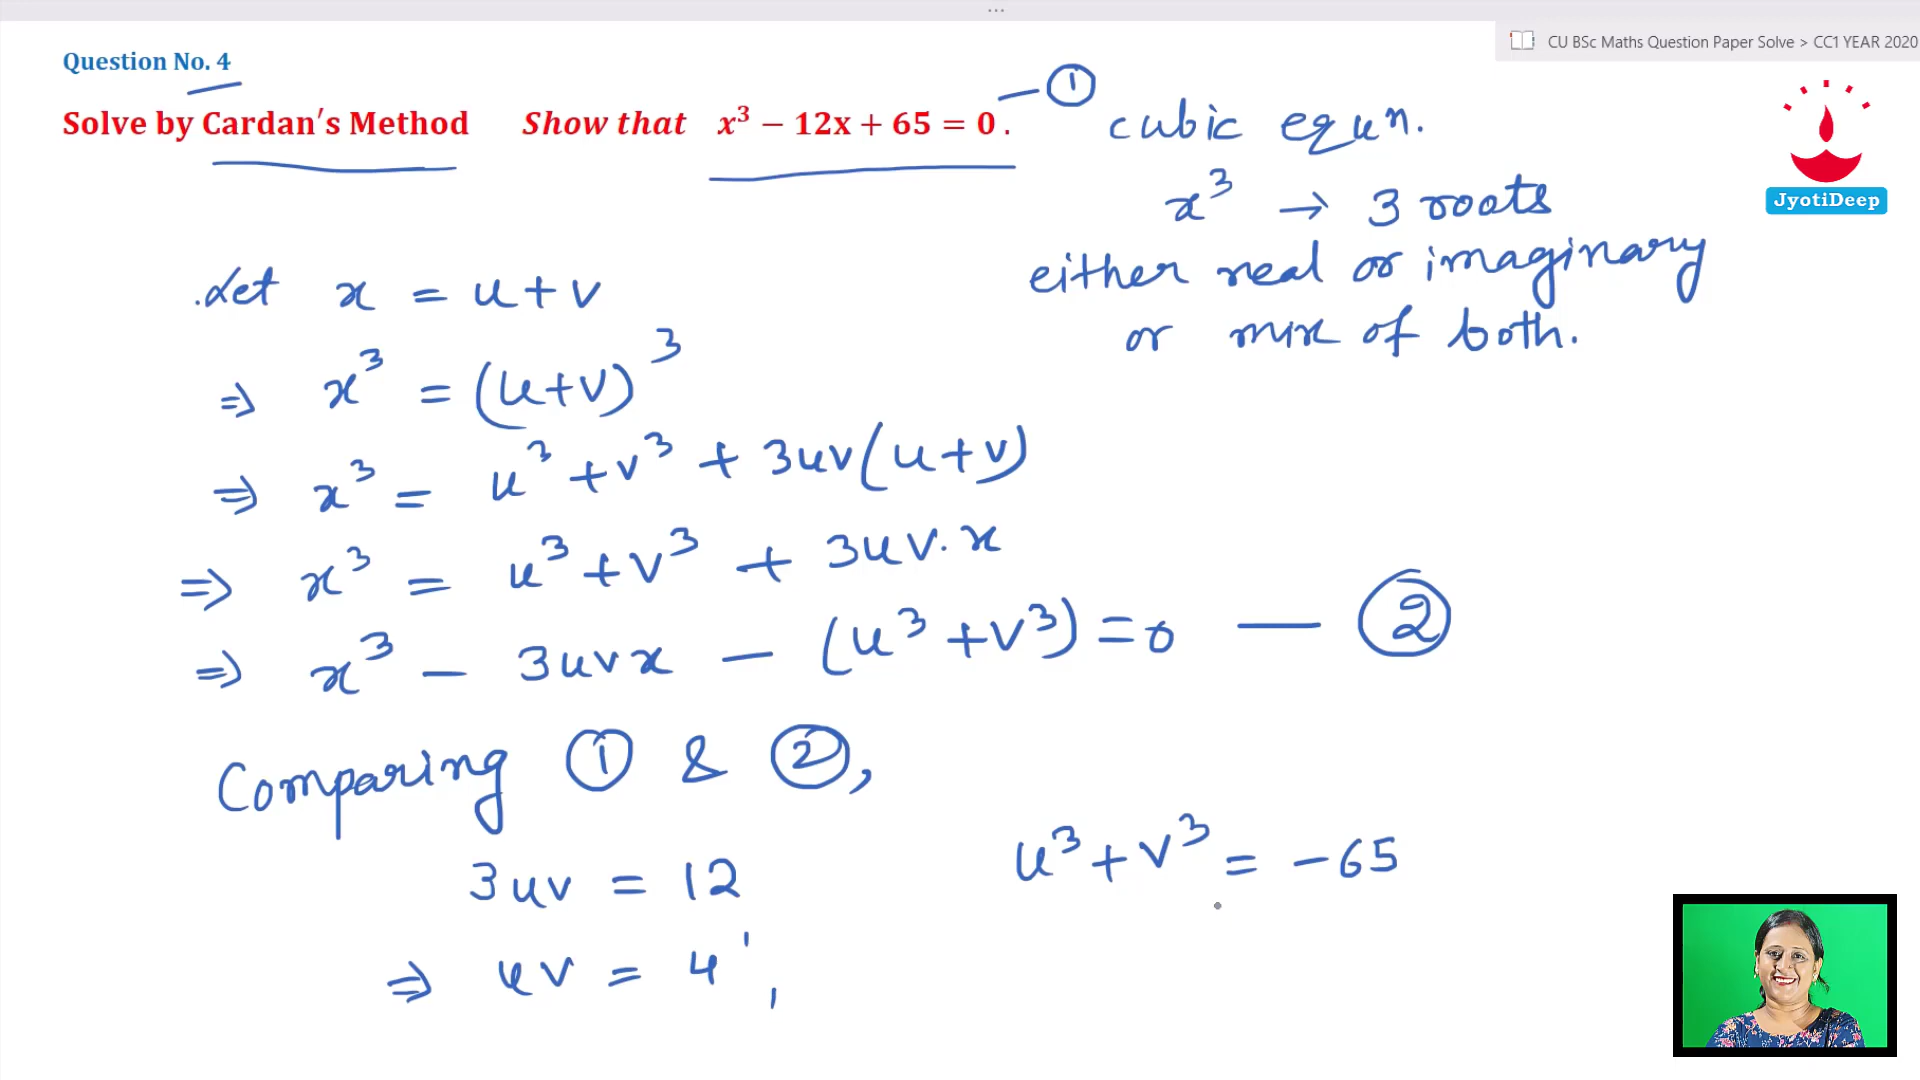 ...
CU BSc Maths Question Paper Solve > CC1 YEAR 2020
Question No. 4
Solve by Cardan's Method Show that x³ − 12x + 65 = 0 . — ①
cubic equn.
x³ → 3 roots
either real or imaginary
or mix of both.
JyotiDeep
Let x = u+v
⇒ x³ = (u+v)³
⇒ x³ = u³+v³ + 3uv(u+v)
⇒ x³ = u³+v³ + 3uv.x
⇒ x³ − 3uvx − (u³+v³) = 0 — ②
Comparing ① & ②,
3uv = 12 u³+v³ = −65
⇒ uv = 4 ,